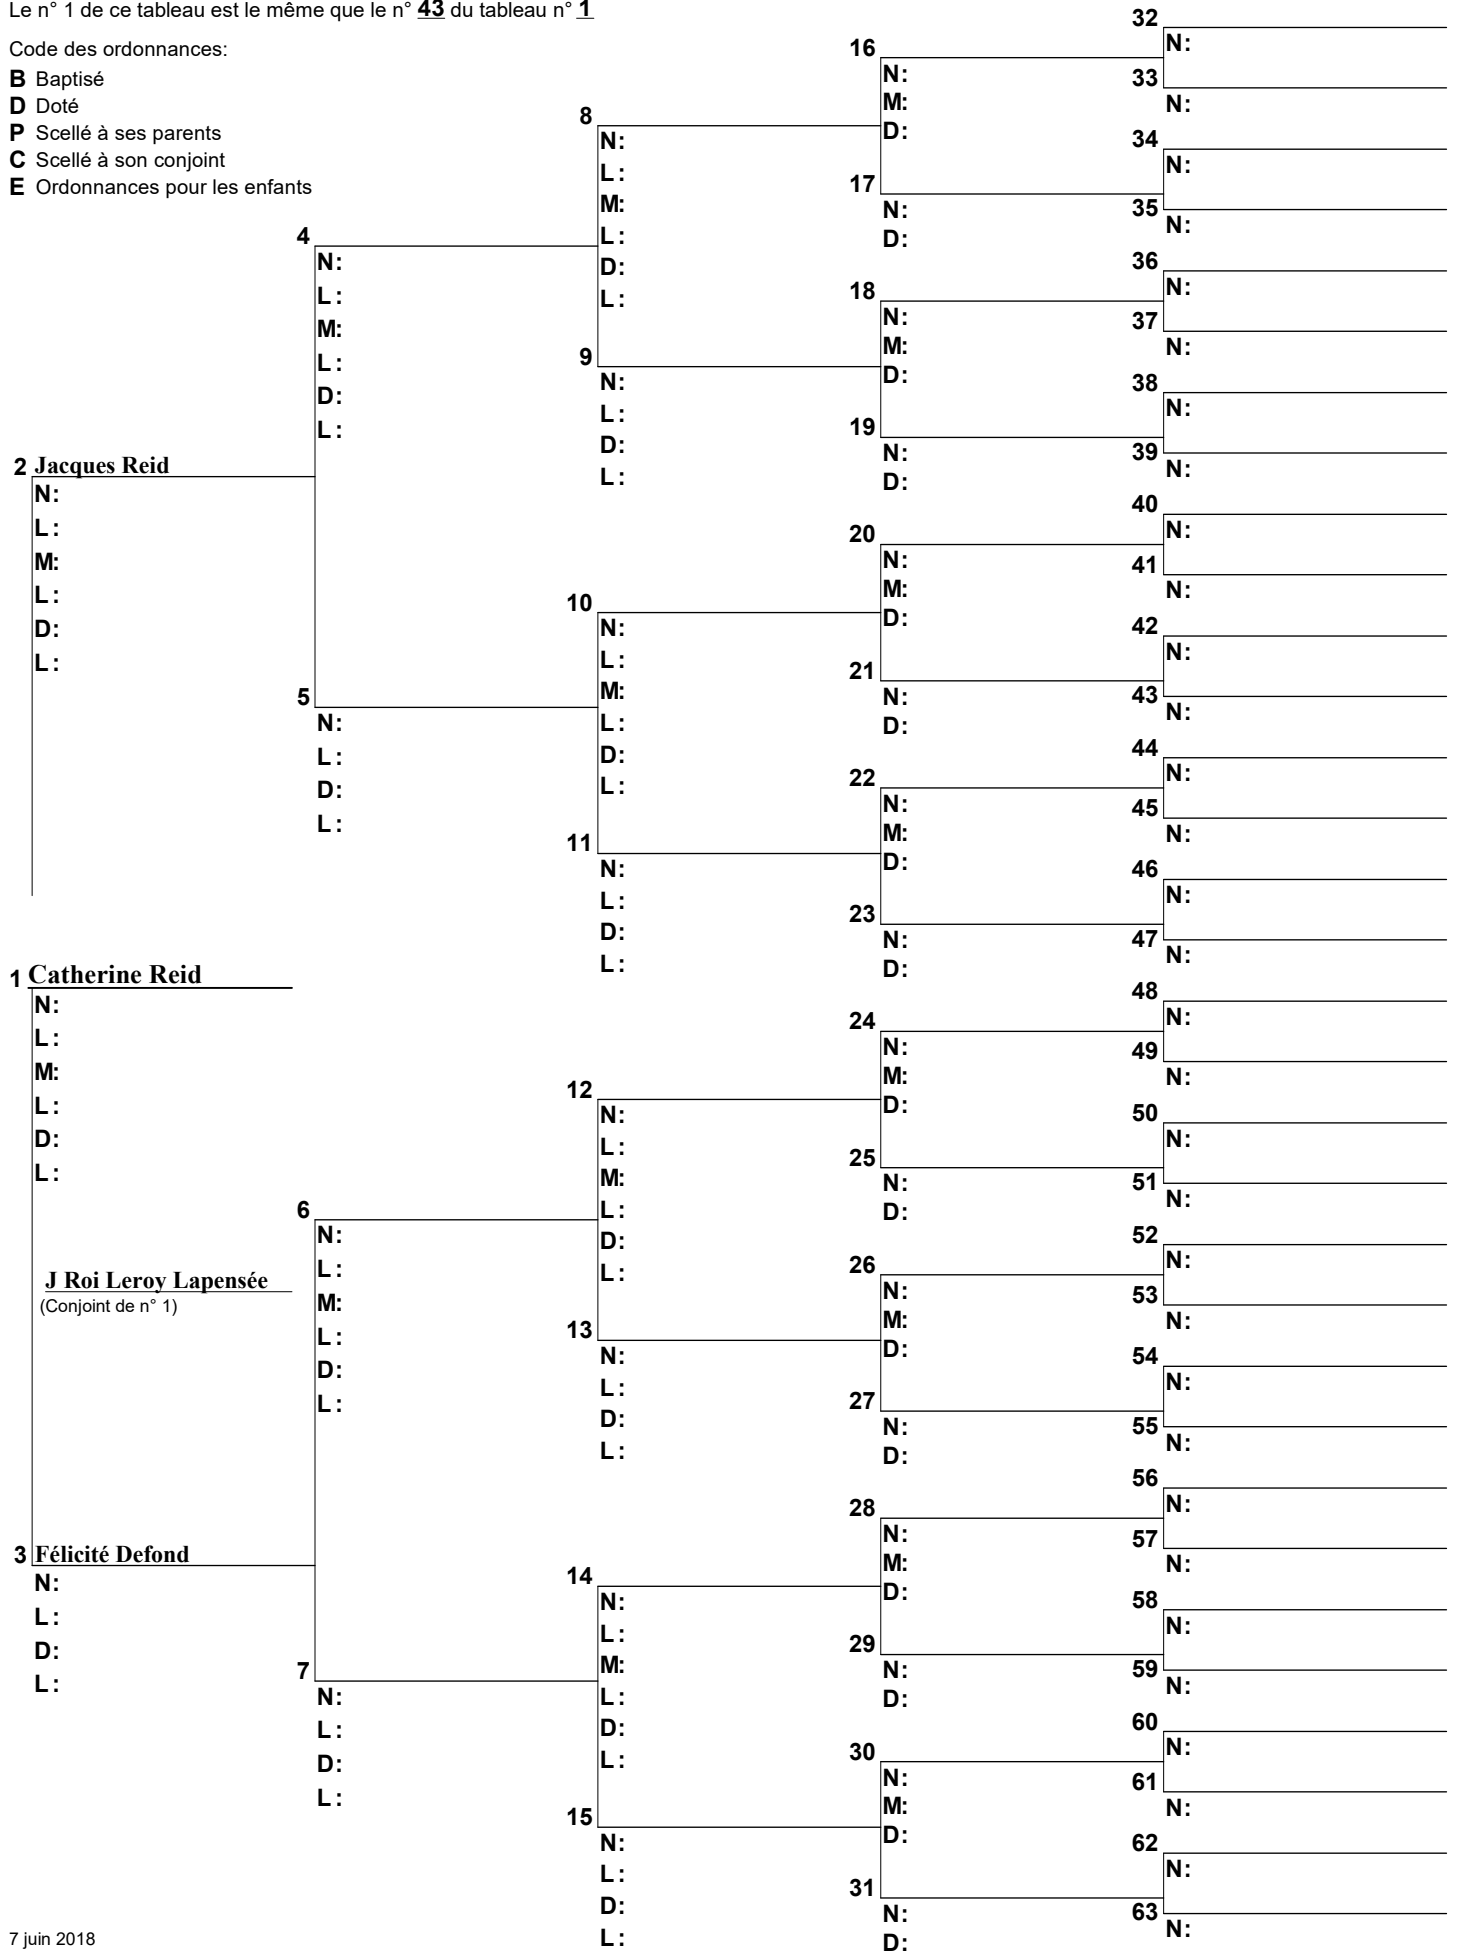 Le n° 1 de ce tableau est le même que le n° 43 du tableau n° 1
Code des ordonnances:
B Baptisé
D Doté
P Scellé à ses parents
C Scellé à son conjoint
E Ordonnances pour les enfants
2 Jacques Reid
N:
L:
M:
L:
D:
L:
1 Catherine Reid
N:
L:
M:
L:
D:
L:
J Roi Leroy Lapensée
(Conjoint de n° 1)
3 Félicité Defond
N:
L:
D:
L:
4
N:
L:
M:
L:
D:
L:
5
N:
L:
D:
L:
6
N:
L:
M:
L:
D:
L:
7
N:
L:
D:
L:
8
N:
L:
M:
L:
D:
L:
9
N:
L:
D:
L:
10
N:
L:
M:
L:
D:
L:
11
N:
L:
D:
L:
12
N:
L:
M:
L:
D:
L:
13
N:
L:
D:
L:
14
N:
L:
M:
L:
D:
L:
15
N:
L:
D:
L:
16
N:
M:
D:
17
N:
D:
18
N:
M:
D:
19
N:
D:
20
N:
M:
D:
21
N:
D:
22
N:
M:
D:
23
N:
D:
24
N:
M:
D:
25
N:
D:
26
N:
M:
D:
27
N:
D:
28
N:
M:
D:
29
N:
D:
30
N:
M:
D:
31
N:
D:
32
N:
33
N:
34
N:
35
N:
36
N:
37
N:
38
N:
39
N:
40
N:
41
N:
42
N:
43
N:
44
N:
45
N:
46
N:
47
N:
48
N:
49
N:
50
N:
51
N:
52
N:
53
N:
54
N:
55
N:
56
N:
57
N:
58
N:
59
N:
60
N:
61
N:
62
N:
63
N:
7 juin 2018